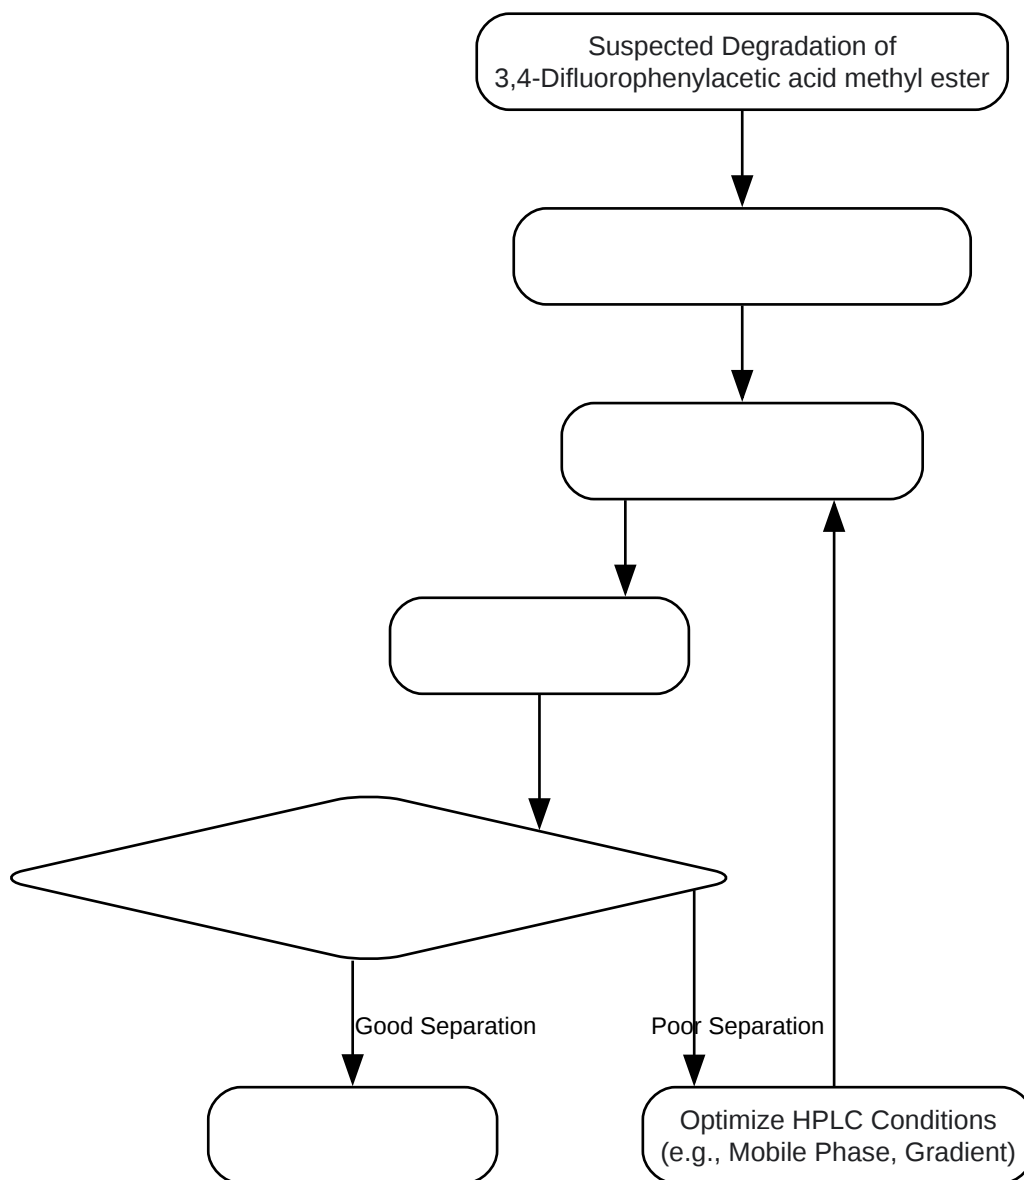 Suspected Degradation of
3,4-Difluorophenylacetic acid methyl ester
Good Separation
Poor Separation
Optimize HPLC Conditions
(e.g., Mobile Phase, Gradient)